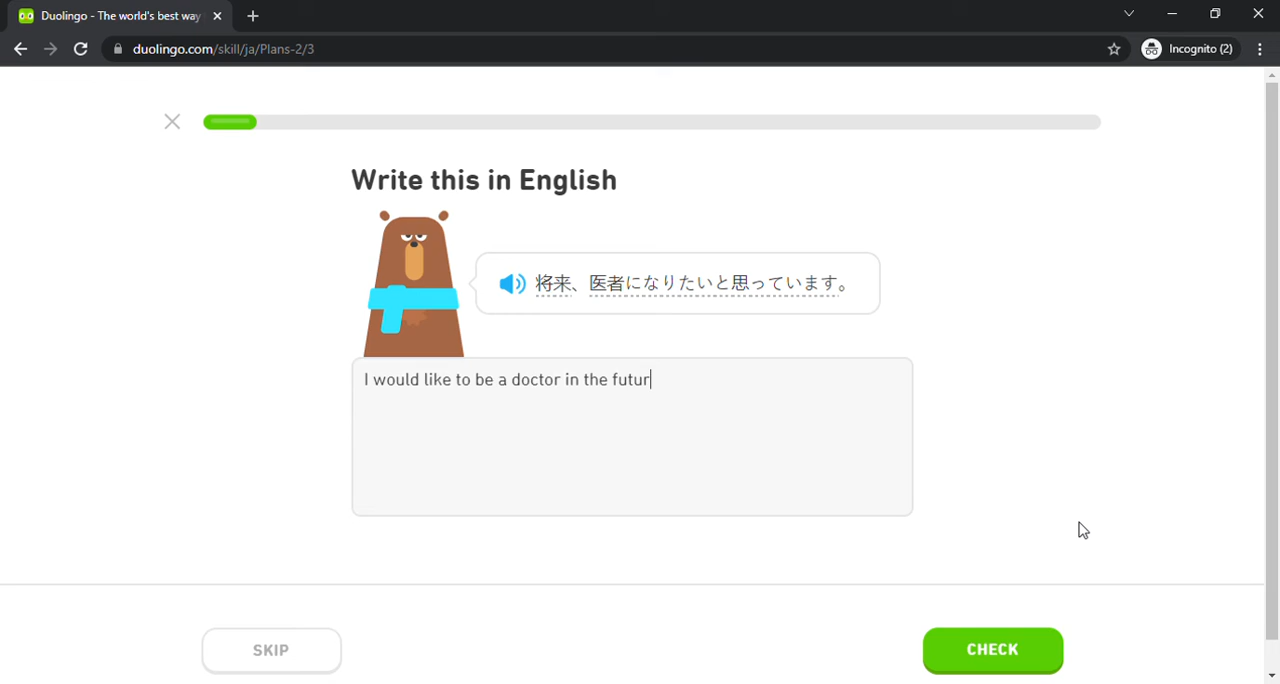 Duolingo - The world's best way
duolingo.com/skill/ja/Plans-2/3
Incognito (2)
Write this in English
将来、医者になりたいと思っています。
I would like to be a doctor in the futur
SKIP
CHECK